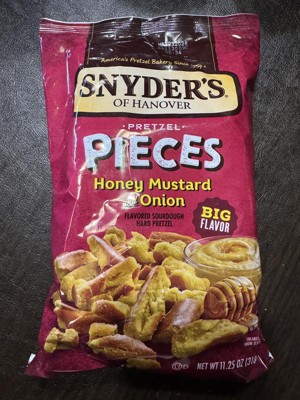 America's Pretzel Bakery Since 1909
SNYDER'S
OF HANOVER
PRETZEL
PIECES
Honey Mustard
& Onion
FLAVORED SOURDOUGH
HARD PRETZEL
BIG
FLAVOR
NET WT 11.25 OZ